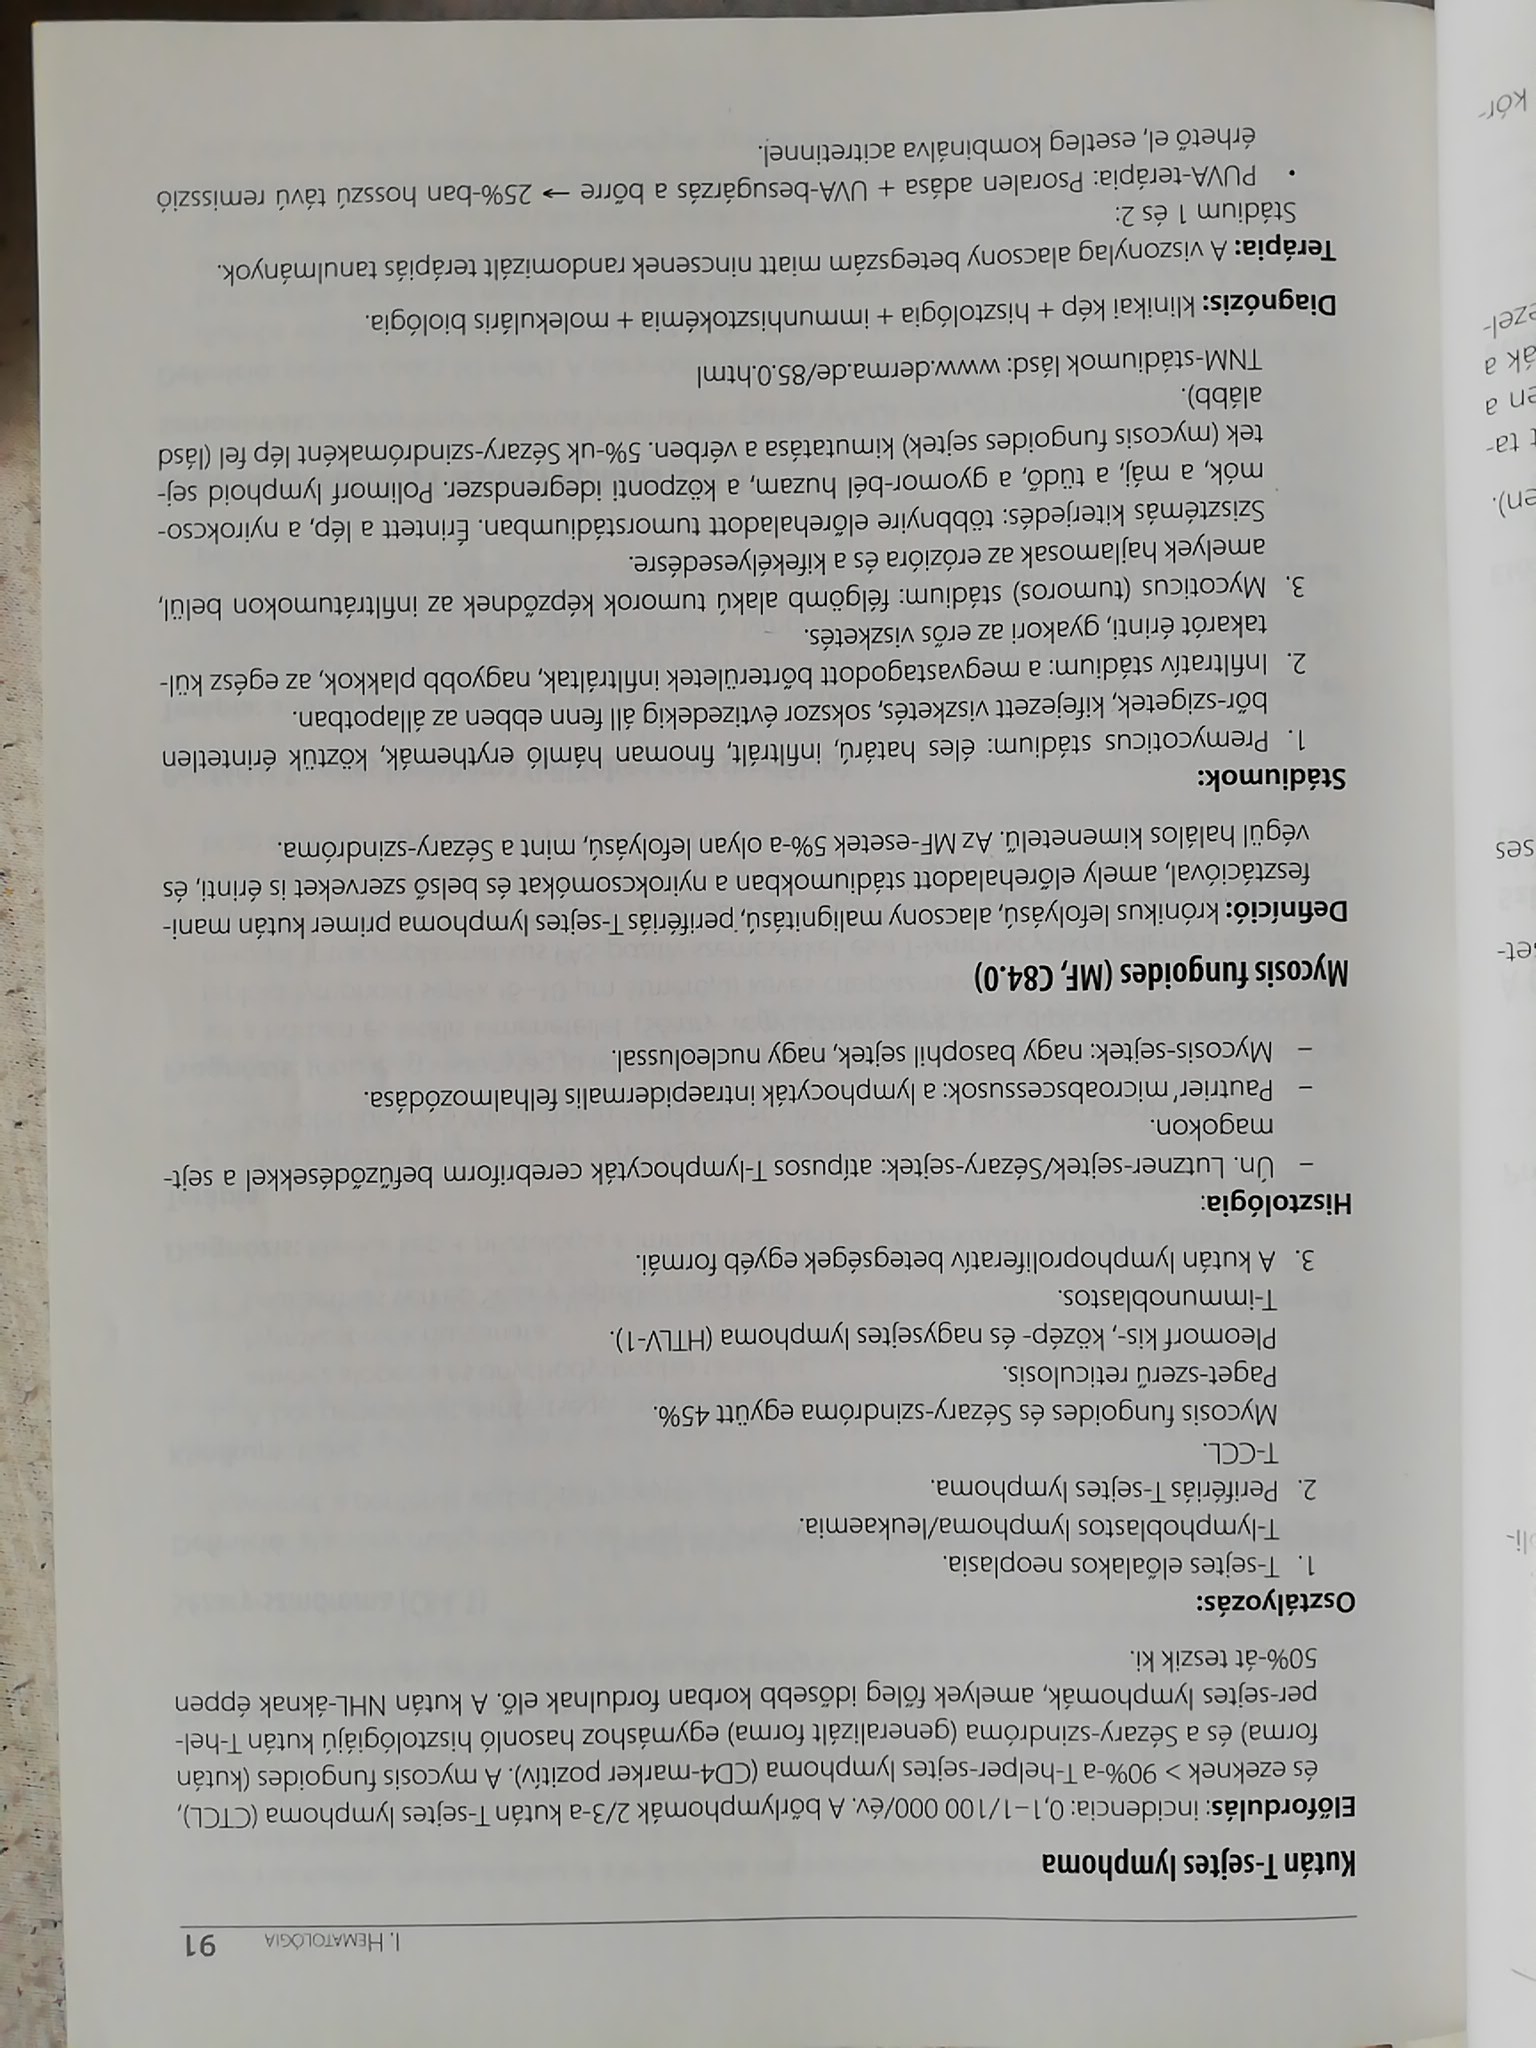 I. HEMATOLÓGIA 91
Kután T-sejtes lymphoma
Előfordulás: incidencia: 0,1–1/100 000/év. A bőrlymphomák 2/3-a kután T-sejtes lymphoma (CTCL),
és ezeknek > 90%-a T-helper-sejtes lymphoma (CD4-marker pozitív). A mycosis fungoides (kután
forma) és a Sézary-szindróma (generalizált forma) egymáshoz hasonló hisztológiájú kután T-hel-
per-sejtes lymphomák, amelyek főleg idősebb korban fordulnak elő. A kután NHL-áknak éppen
50%-át teszik ki.
Osztályozás:
1. T-sejtes előalakos neoplasia.
T-lymphoblastos lymphoma/leukaemia.
2. Perifériás T-sejtes lymphoma.
T-CCL.
Mycosis fungoides és Sézary-szindróma együtt 45%.
Paget-szerű reticulosis.
Pleomorf kis-, közép- és nagysejtes lymphoma (HTLV-1).
T-immunoblastos.
3. A kután lymphoproliferatív betegségek egyéb formái.
Hisztológia:
– Ún. Lutzner-sejtek/Sézary-sejtek: atípusos T-lymphocyták cerebriform befűződésekkel a sejt-
magokon.
– Pautrier' microabscessusok: a lymphocyták intraepidermalis felhalmozódása.
– Mycosis-sejtek: nagy basophil sejtek, nagy nucleolussal.
Mycosis fungoides (MF, C84.0)
Definíció: krónikus lefolyású, alacsony malignitású, perifériás T-sejtes lymphoma primer kután mani-
fesztációval, amely előrehaladott stádiumokban a nyirokcsomókat és belső szerveket is érinti, és
végül halálos kimenetelű. Az MF-esetek 5%-a olyan lefolyású, mint a Sézary-szindróma.
Stádiumok:
1. Premycoticus stádium: éles határú, infiltrált, finoman hámló erythemák, köztük érintetlen
bőr-szigetek, kifejezett viszketés, sokszor évtizedekig áll fenn ebben az állapotban.
2. Infiltratív stádium: a megvastagodott bőrterületek infiltráltak, nagyobb plakkok, az egész kül-
takarót érinti, gyakori az erős viszketés.
3. Mycoticus (tumoros) stádium: félgömb alakú tumorok képződnek az infiltrátumokon belül,
amelyek hajlamosak az erózióra és a kifekélyesedésre.
Szisztémás kiterjedés: többnyire előrehaladott tumorstádiumban. Érintett a lép, a nyirokcso-
mók, a máj, a tüdő, a gyomor-bél huzam, a központi idegrendszer. Polimorf lymphoid sej-
tek (mycosis fungoides sejtek) kimutatása a vérben. 5%-uk Sézary-szindrómaként lép fel (lásd
alább).
TNM-stádiumok lásd: www.derma.de/85.0.html
Diagnózis: klinikai kép + hisztológia + immunhisztokémia + molekuláris biológia.
Terápia: A viszonylag alacsony betegszám miatt nincsenek randomizált terápiás tanulmányok.
Stádium 1 és 2:
• PUVA-terápia: Psoralen adása + UVA-besugárzás a bőrre → 25%-ban hosszú távú remisszió
érhető el, esetleg kombinálva acitretinnel.